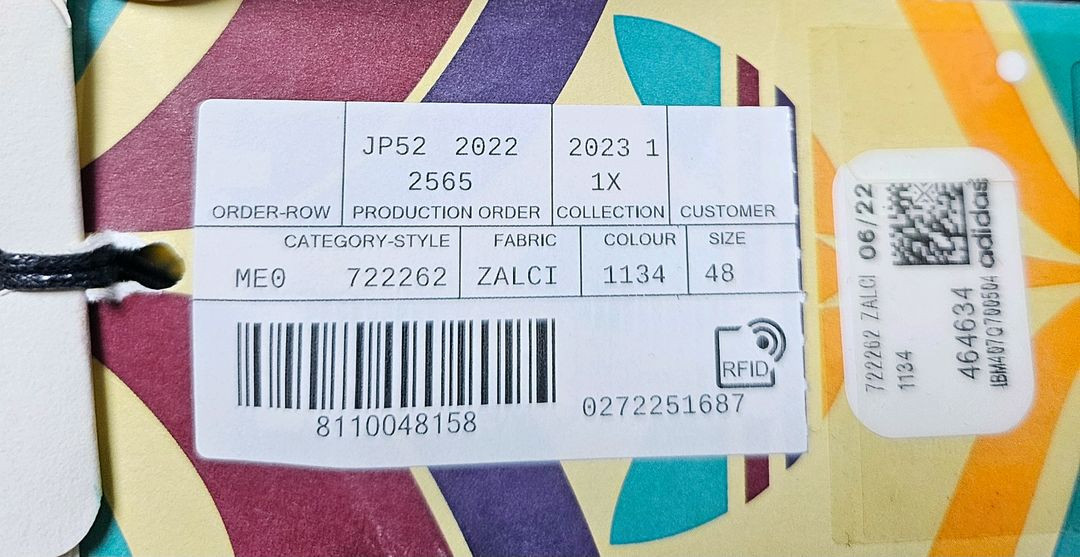 JP52 2022
2565
2023 1
1X
ORDER-ROW
PRODUCTION ORDER
COLLECTION
CUSTOMER
CATEGORY-STYLE
FABRIC
COLOUR
SIZE
ME0 722262
ZALCI
1134
48
RFID
8110048158
0272251687
722262 ZALCI 06/22
1134
464634 adidas
IBM407Q700504